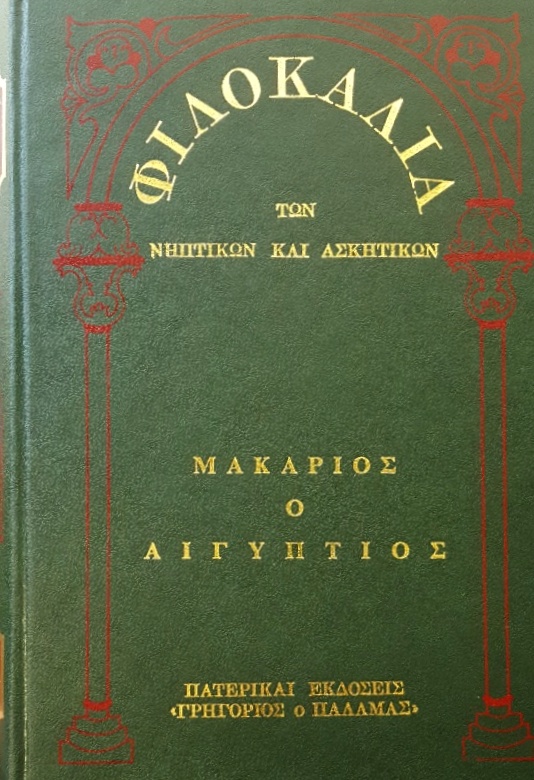 ΦΙΛΟΚΑΛΙΑ
ΤΩΝ
ΝΗΠΤΙΚΩΝ ΚΑΙ ΑΣΚΗΤΙΚΩΝ
ΜΑΚΑΡΙΟΣ
Ο
ΑΙΓΥΠΤΙΟΣ
ΠΑΤΕΡΙΚΑΙ ΕΚΔΟΣΕΙΣ
«ΓΡΗΓΟΡΙΟΣ ο ΠΑΛΑΜΑΣ»